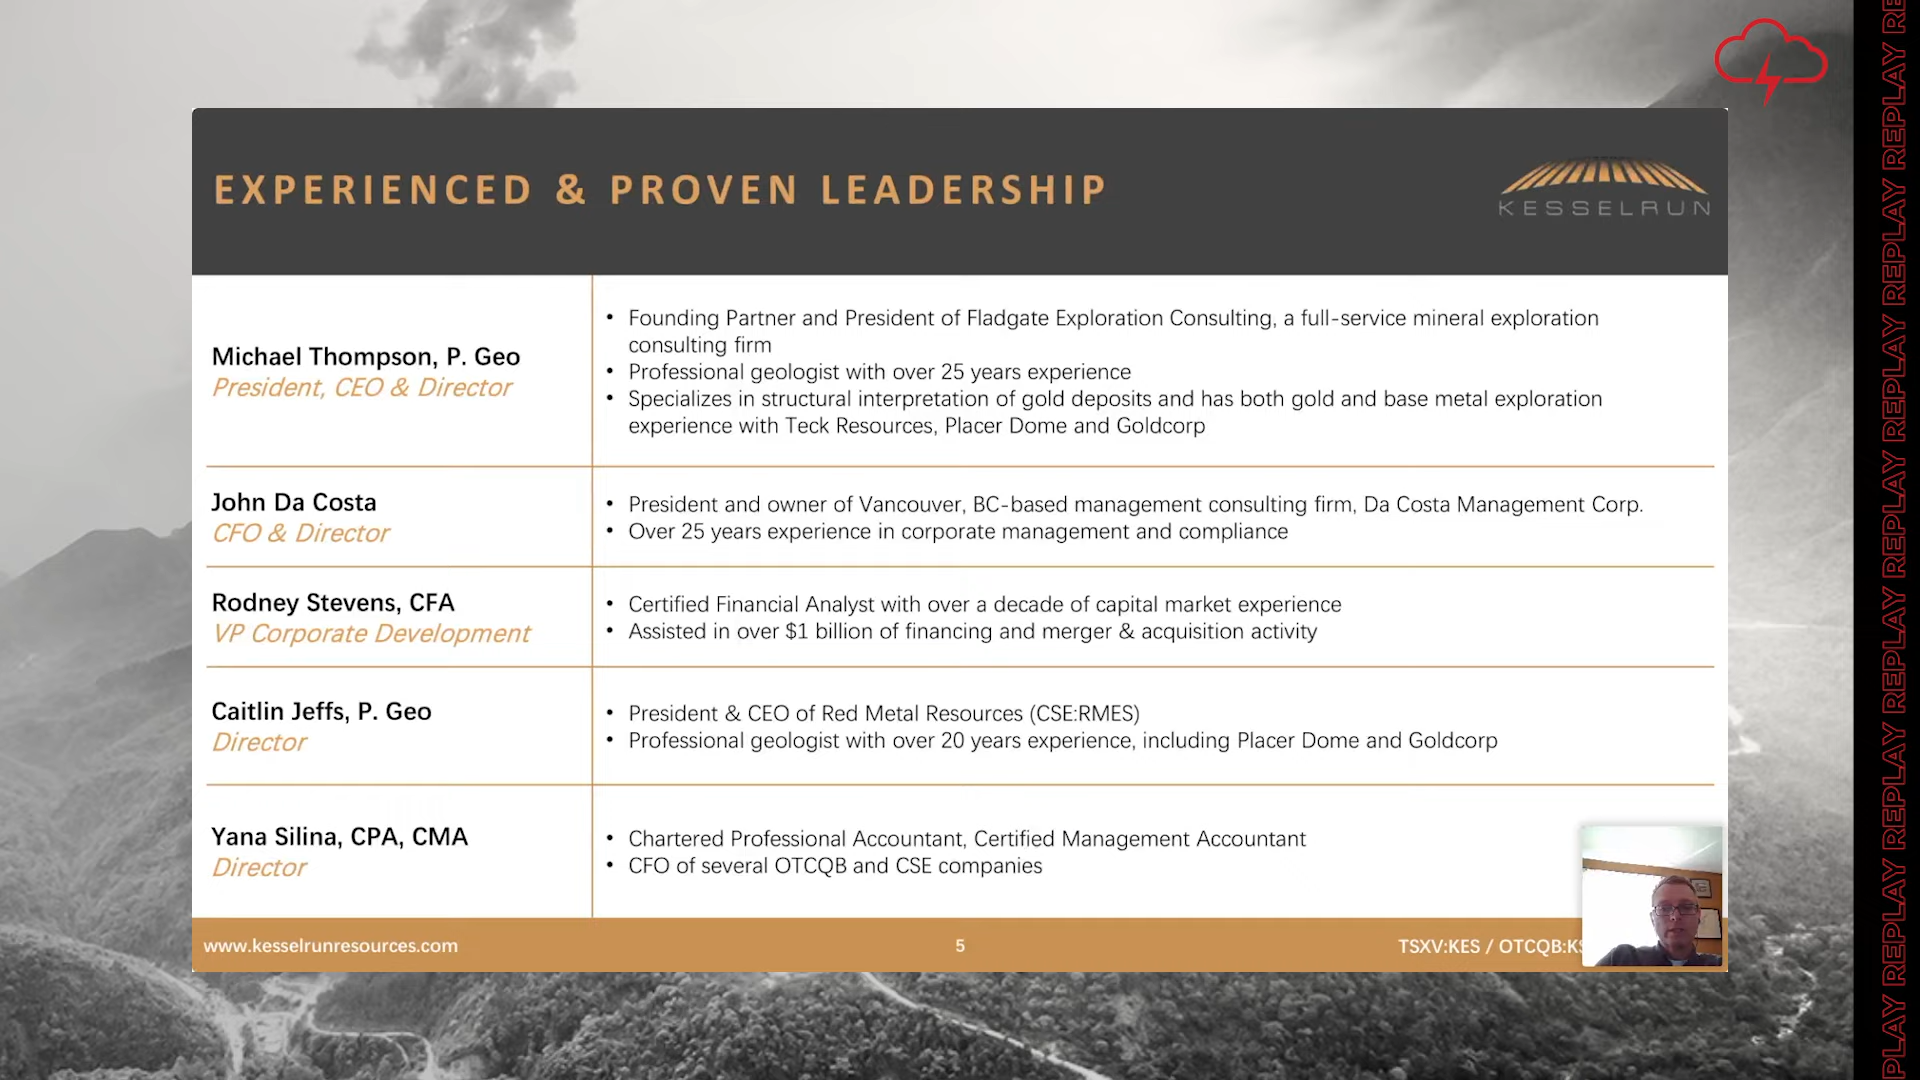 EXPERIENCED & PROVEN LEADERSHIP
KESSELRUN
Michael Thompson, P. Geo
President, CEO & Director
• Founding Partner and President of Fladgate Exploration Consulting, a full-service mineral exploration
consulting firm
• Professional geologist with over 25 years experience
• Specializes in structural interpretation of gold deposits and has both gold and base metal exploration
experience with Teck Resources, Placer Dome and Goldcorp
John Da Costa
CFO & Director
• President and owner of Vancouver, BC-based management consulting firm, Da Costa Management Corp.
• Over 25 years experience in corporate management and compliance
Rodney Stevens, CFA
VP Corporate Development
• Certified Financial Analyst with over a decade of capital market experience
• Assisted in over $1 billion of financing and merger & acquisition activity
Caitlin Jeffs, P. Geo
Director
• President & CEO of Red Metal Resources (CSE:RMES)
• Professional geologist with over 20 years experience, including Placer Dome and Goldcorp
Yana Silina, CPA, CMA
Director
• Chartered Professional Accountant, Certified Management Accountant
• CFO of several OTCQB and CSE companies
www.kesselrunresources.com
5
TSXV:KES / OTCQB:KS
PLAY REPLAY REPLAY REPLAY REPLAY REPLAY REPLAY REPLAY RE